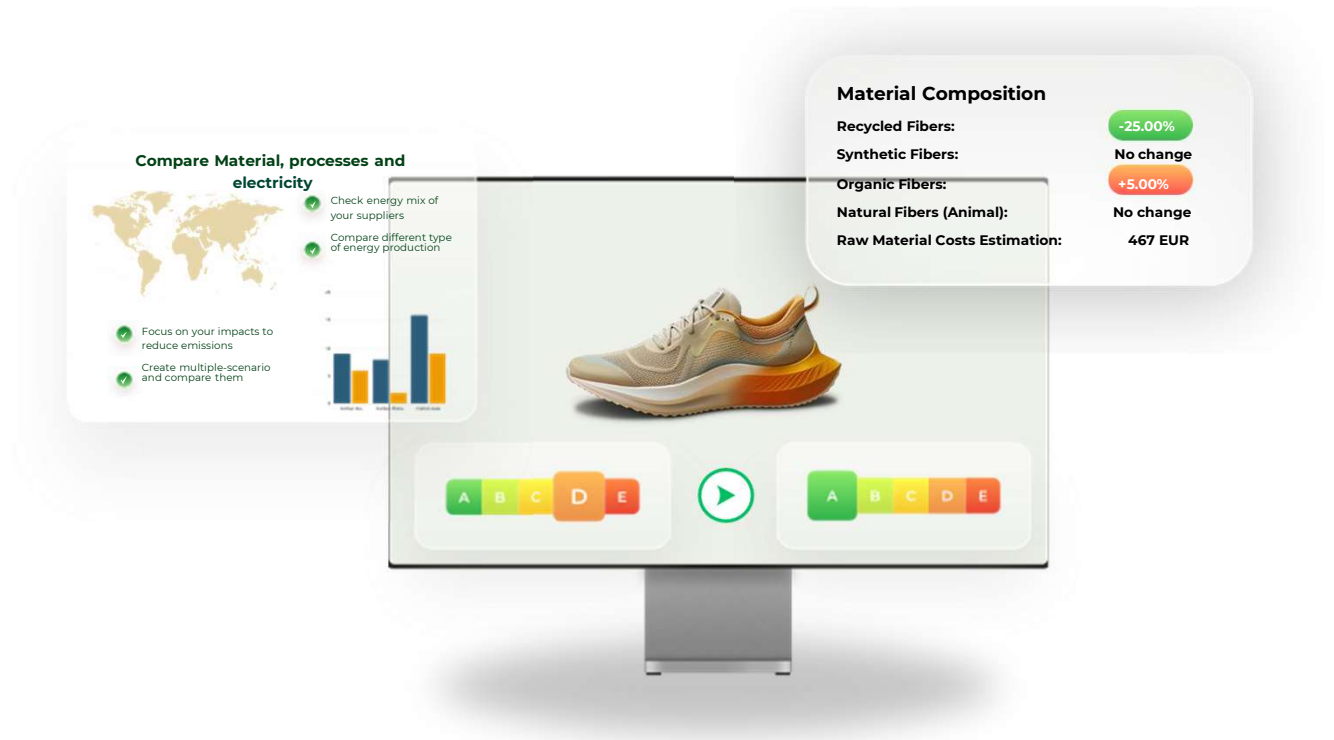 Material Composition
Recycled Fibers: -25.00%
Synthetic Fibers: No change
Organic Fibers: +5.00%
Natural Fibers (Animal): No change
Raw Material Costs Estimation: 467 EUR
Compare Material, processes and
electricity
Check energy mix of
your suppliers
Compare different type
of energy production
Focus on your impacts to
reduce emissions
Create multiple-scenario
and compare them
A B C D E
A B C D E